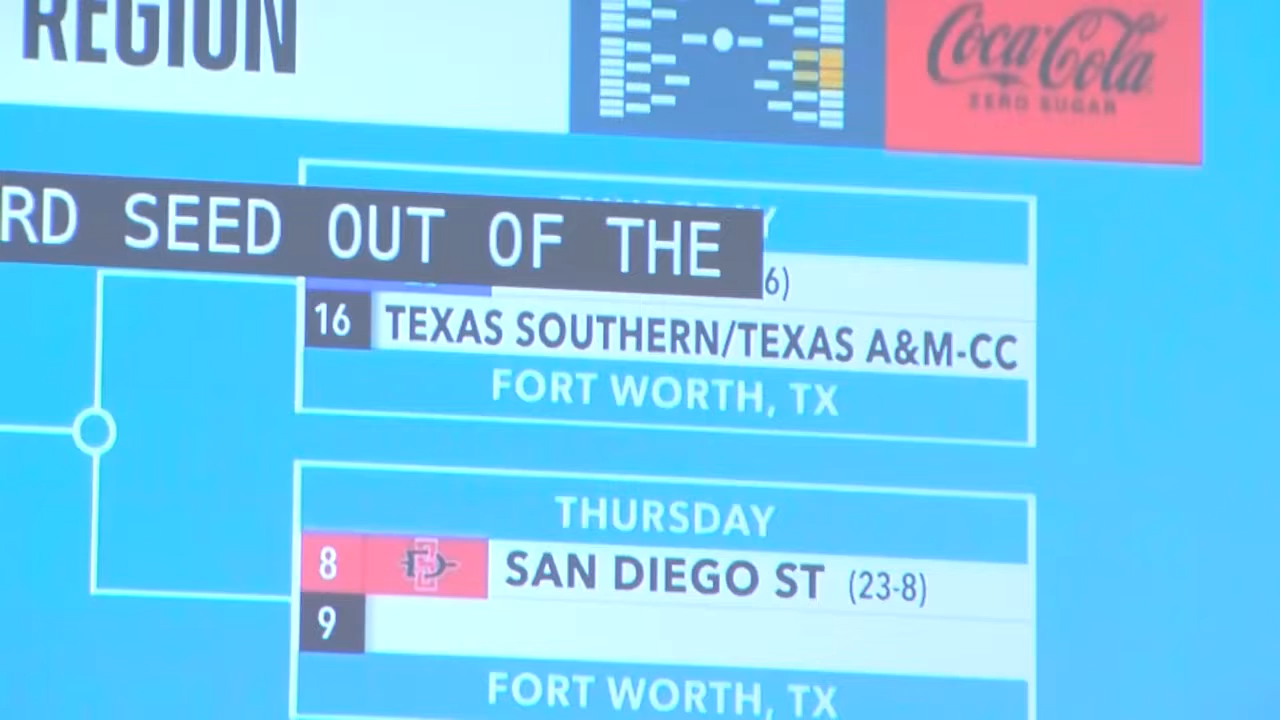 REGION
Coca-Cola
ZERO SUGAR
RD SEED OUT OF THE
6)
16 TEXAS SOUTHERN/TEXAS A&M-CC
FORT WORTH, TX
THURSDAY
8 SD SAN DIEGO ST (23-8)
9
FORT WORTH, TX